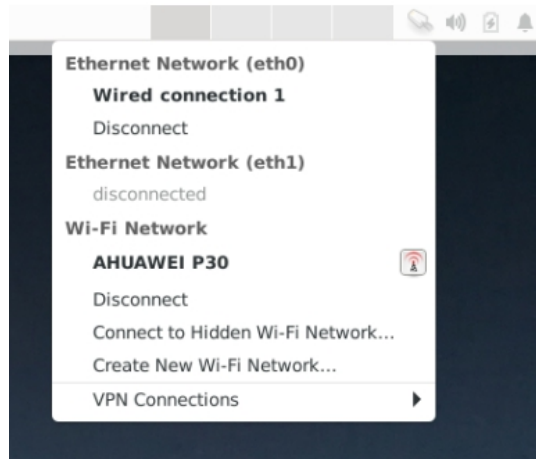 Ethernet Network (eth0)
Wired connection 1
Disconnect
Ethernet Network (eth1)
disconnected
Wi-Fi Network
AHUAWEI P30
Disconnect
Connect to Hidden Wi-Fi Network...
Create New Wi-Fi Network...
VPN Connections